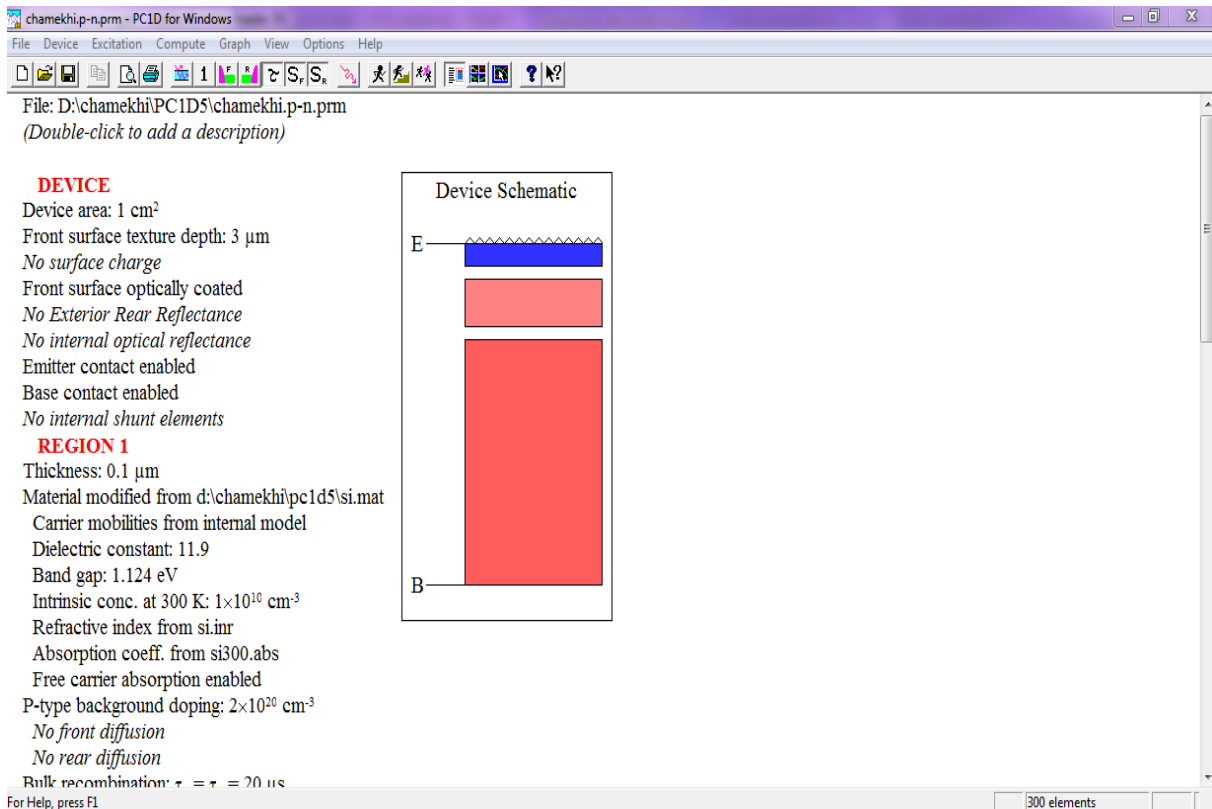 chamekhi.p-n.prm - PC1D for Windows
File Device Excitation Compute Graph View Options Help
1 F R τ SF SR ?
File: D:\chamekhi\PC1D5\chamekhi.p-n.prm
(Double-click to add a description)
DEVICE
Device area: 1 cm²
Front surface texture depth: 3 µm
No surface charge
Front surface optically coated
No Exterior Rear Reflectance
No internal optical reflectance
Emitter contact enabled
Base contact enabled
No internal shunt elements
REGION 1
Thickness: 0.1 µm
Material modified from d:\chamekhi\pc1d5\si.mat
Carrier mobilities from internal model
Dielectric constant: 11.9
Band gap: 1.124 eV
Intrinsic conc. at 300 K: 1×10¹⁰ cm⁻³
Refractive index from si.inr
Absorption coeff. from si300.abs
Free carrier absorption enabled
P-type background doping: 2×10²⁰ cm⁻³
No front diffusion
No rear diffusion
Bulk recombination: τ = τ = 20 µs
Device Schematic
E
B
For Help, press F1
300 elements